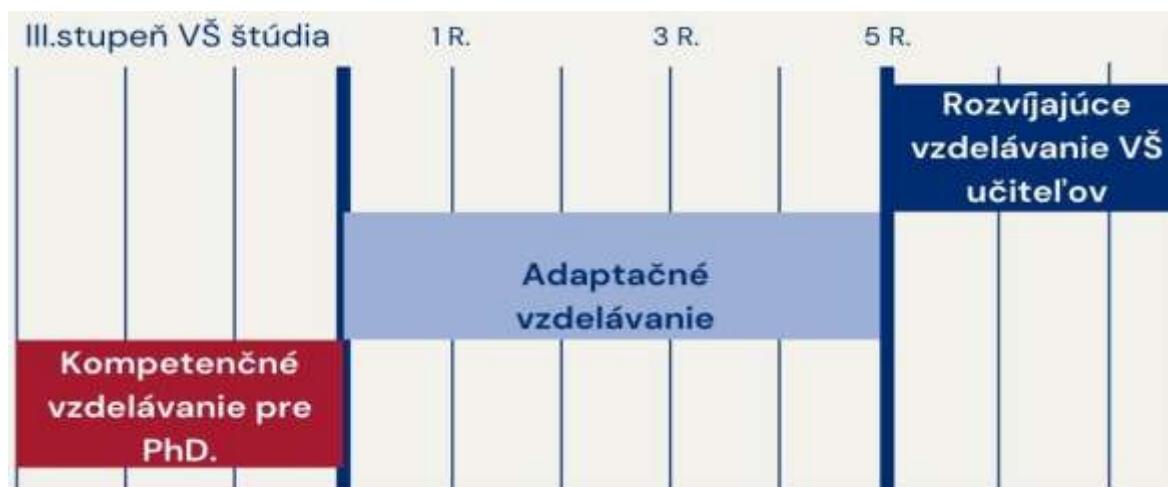 III.stupeň VŠ štúdia 1 R. 3 R. 5 R.
Rozvíjajúce
vzdelávanie VŠ
učiteľov
Adaptačné
vzdelávanie
Kompetenčné
vzdelávanie pre
PhD.